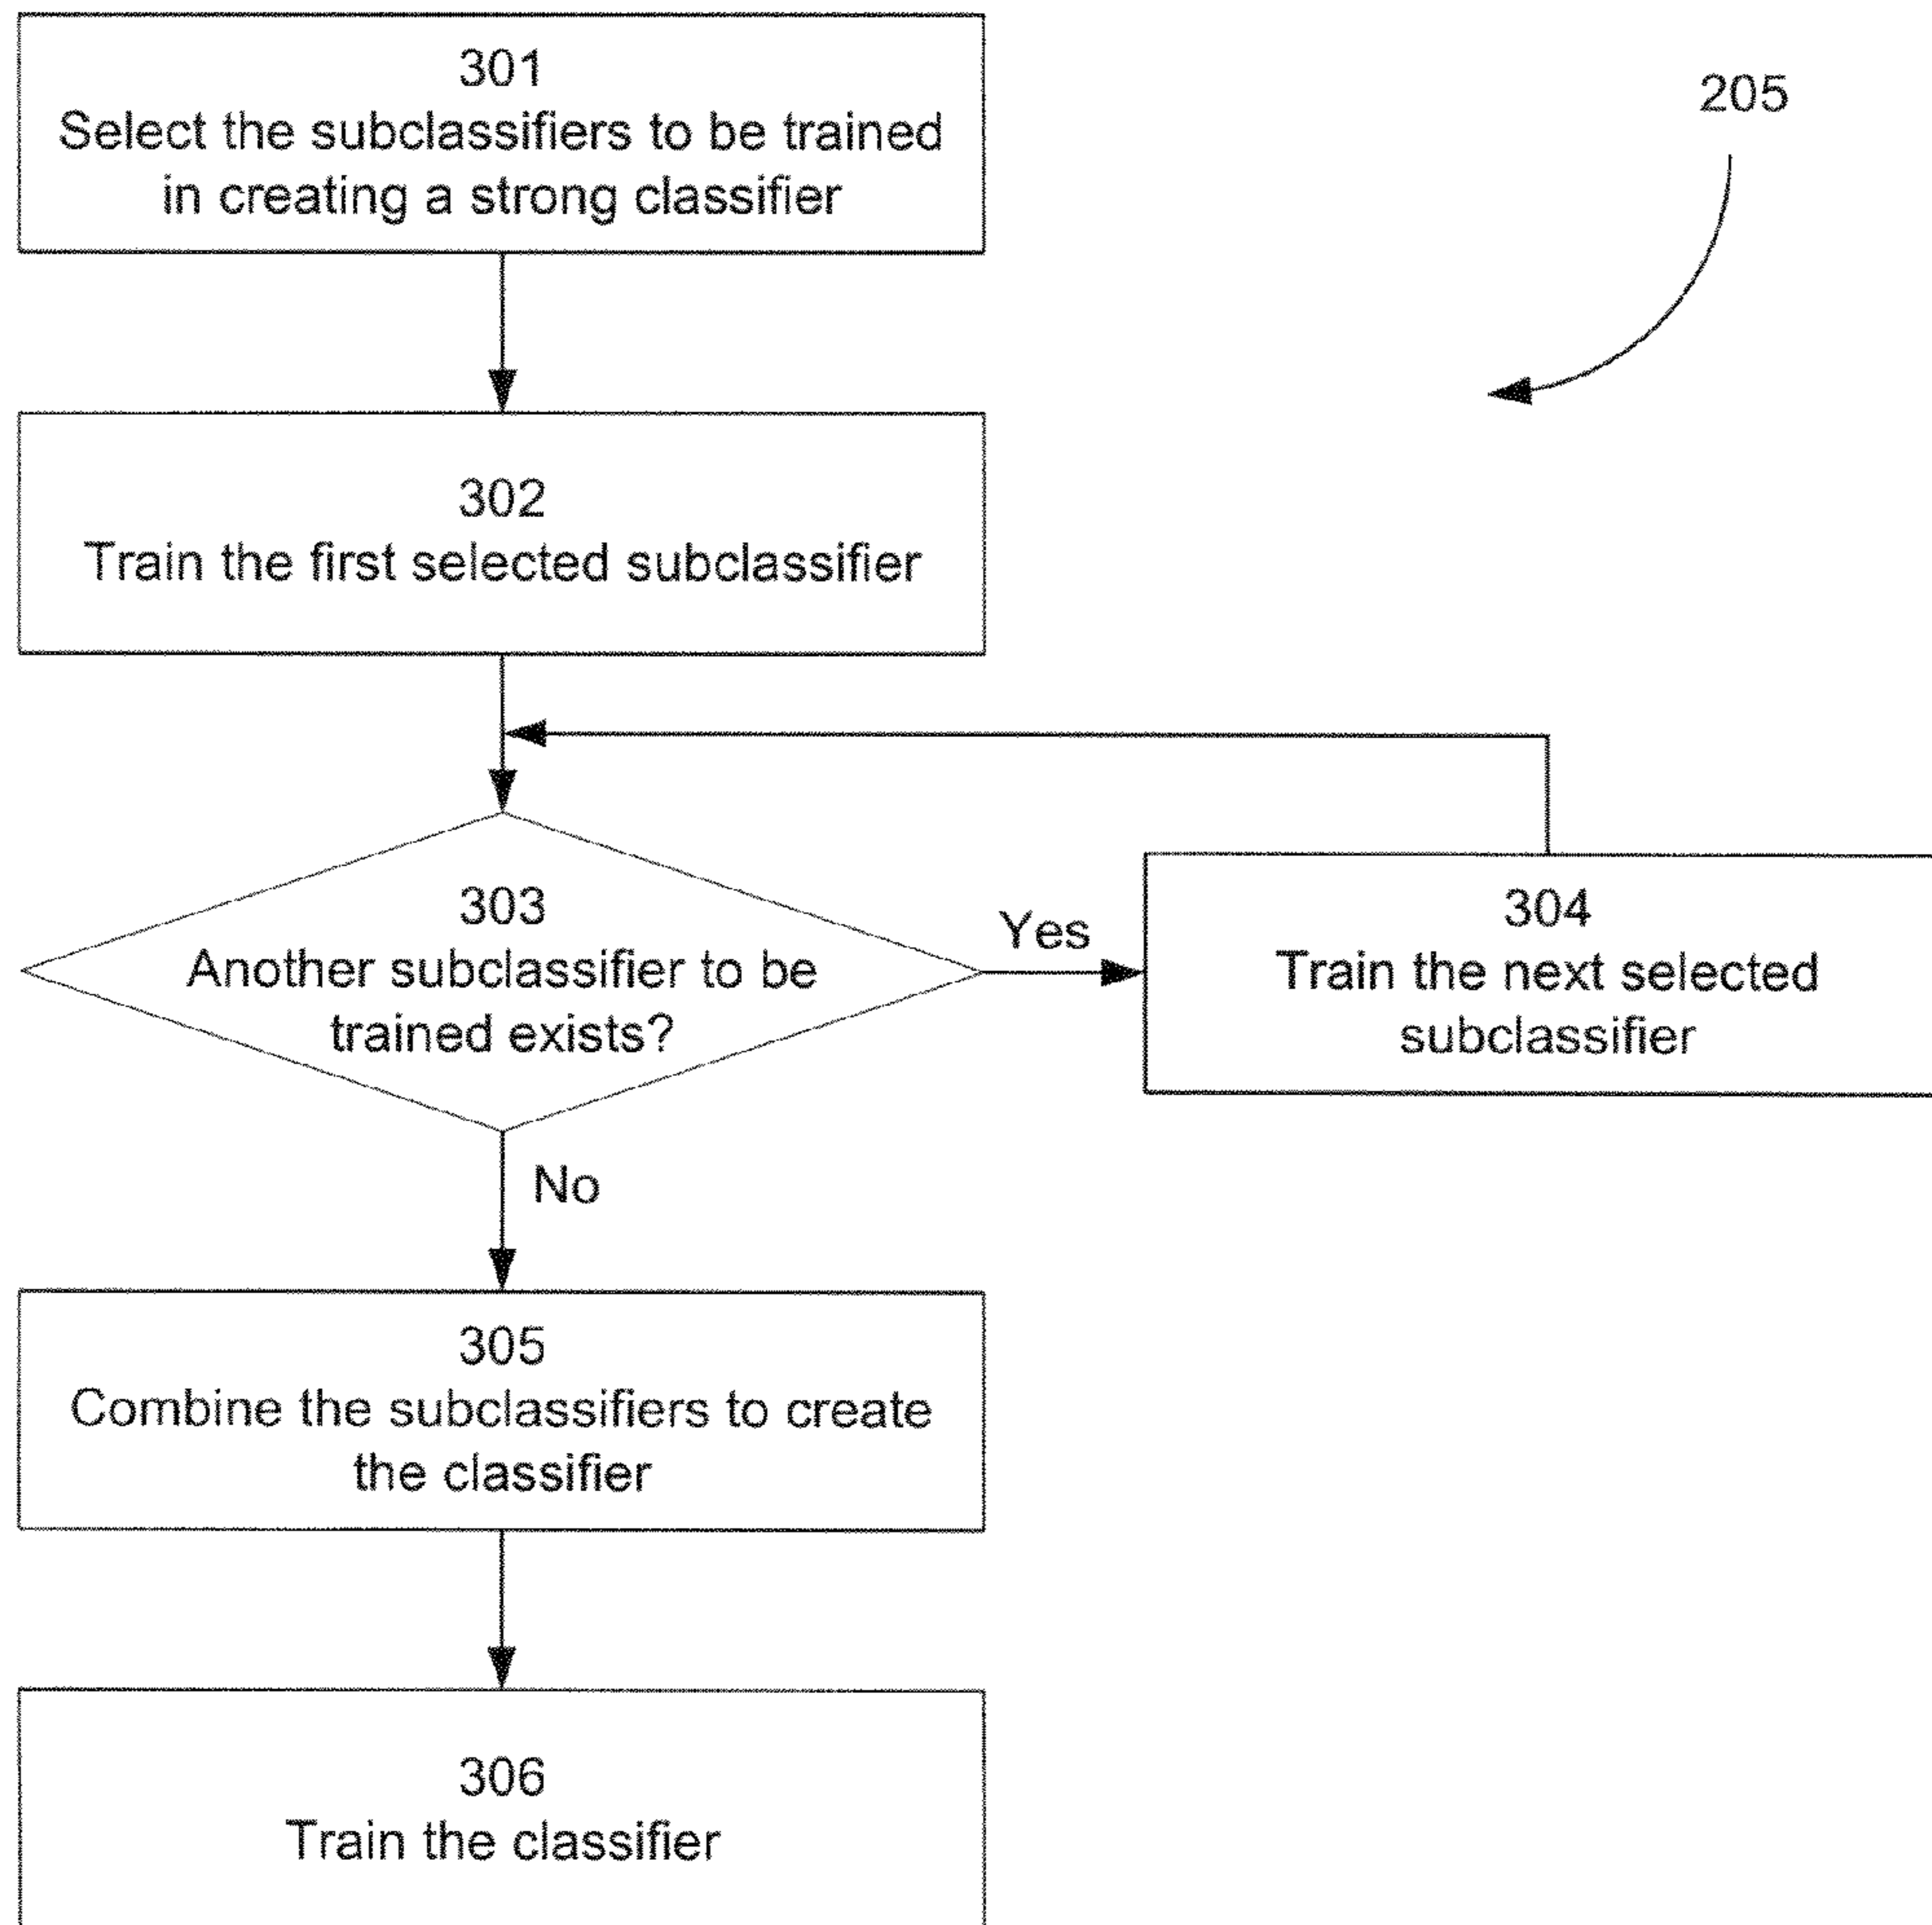 301
Select the subclassifiers to be trained
in creating a strong classifier
205
302
Train the first selected subclassifier
303
Another subclassifier to be
trained exists?
Yes
304
Train the next selected
subclassifier
No
305
Combine the subclassifiers to create
the classifier
306
Train the classifier